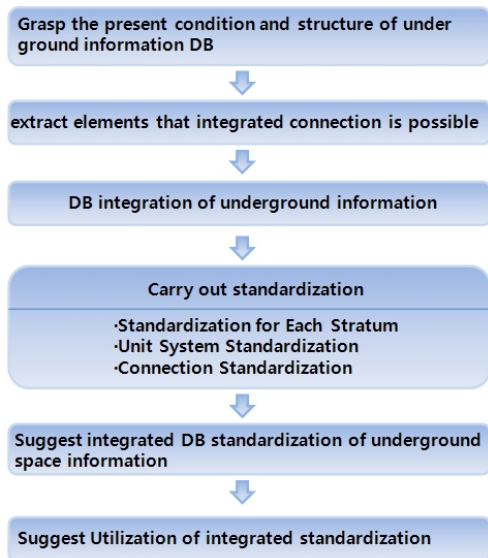 Grasp the present condition and structure of under
ground information DB
extract elements that integrated connection is possible
DB integration of underground information
Carry out standardization
·Standardization for Each Stratum
·Unit System Standardization
·Connection Standardization
Suggest integrated DB standardization of underground
space information
Suggest Utilization of integrated standardization